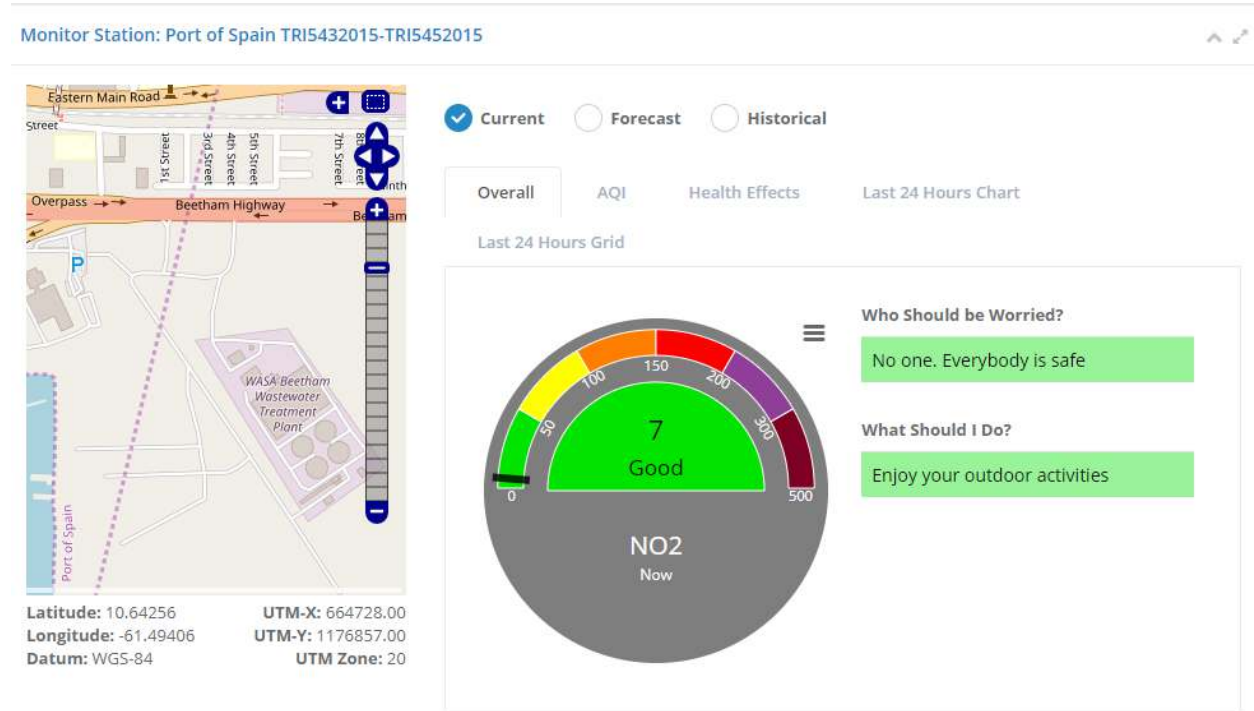 Monitor Station: Port of Spain TRI5432015-TRI5452015
Eastern Main Road
Street
1st Street
3rd Street
4th Street
5th Street
7th Street
Street
Overpass
Beetham Highway
P
WASA Beetham
Wastewater
Treatment
Plant
Port of Spain
Latitude: 10.64256 UTM-X: 664728.00
Longitude: -61.49406 UTM-Y: 1176857.00
Datum: WGS-84 UTM Zone: 20
Current Forecast Historical
Overall AQI Health Effects Last 24 Hours Chart
Last 24 Hours Grid
0
50
100
150
200
300
500
7
Good
NO2
Now
Who Should be Worried?
No one. Everybody is safe
What Should I Do?
Enjoy your outdoor activities